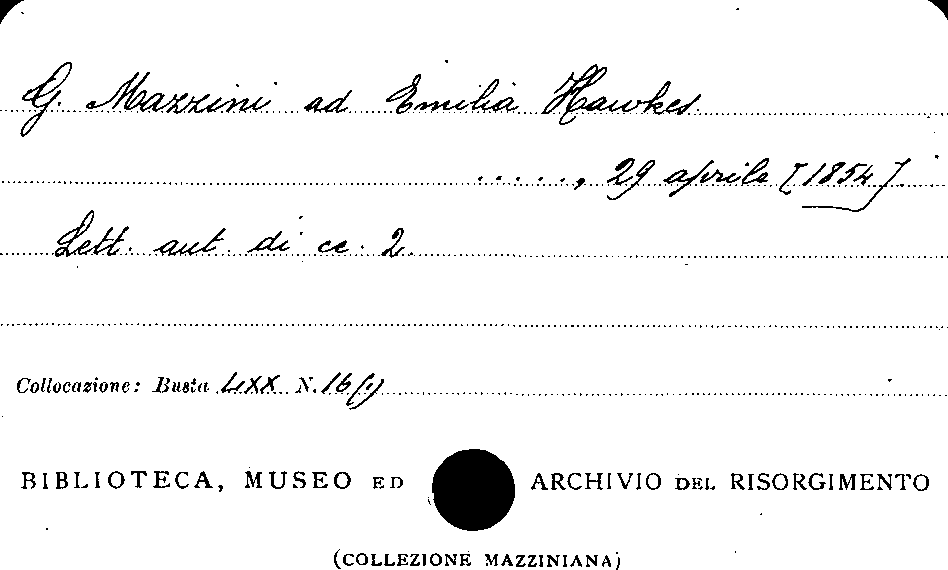 G. Mazzini ad Emilia Hawkes.
....., 29 aprile [1854].
Lett. aut. di cc. 2.
Collocazione: Busta LXX N. 16(1)
BIBLIOTECA, MUSEO ED ARCHIVIO DEL RISORGIMENTO
(COLLEZIONE MAZZINIANA)